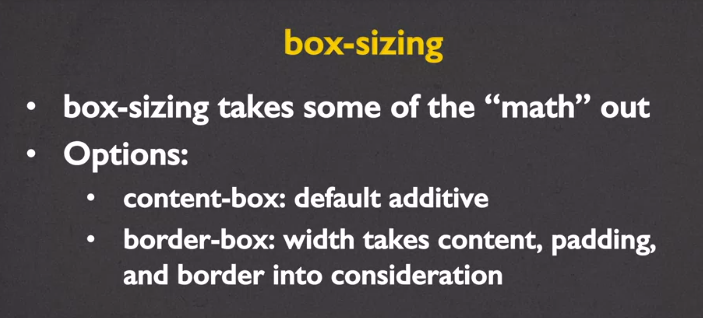 box-sizing
• box-sizing takes some of the “math” out
• Options:
• content-box: default additive
• border-box: width takes content, padding,
and border into consideration